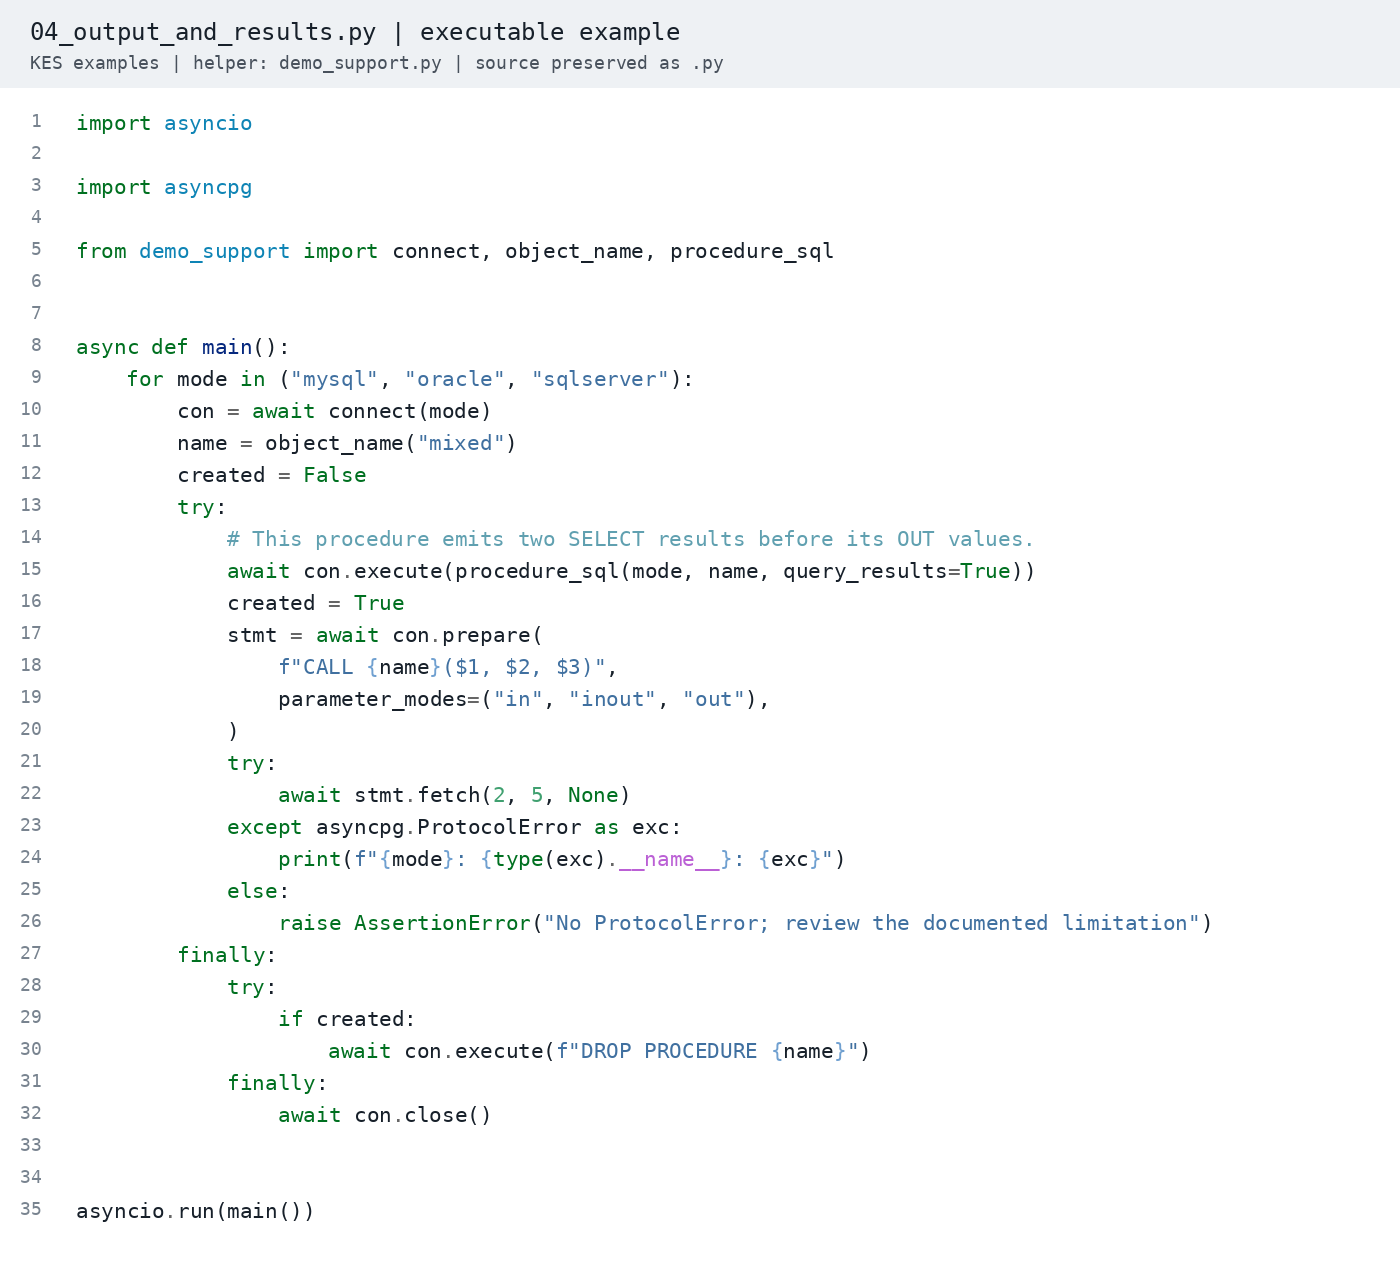 04_output_and_results.py | executable example
KES examples | helper: demo_support.py | source preserved as .py
1 import asyncio
2
3 import asyncpg
4
5 from demo_support import connect, object_name, procedure_sql
6
7
8 async def main():
9     for mode in ("mysql", "oracle", "sqlserver"):
10         con = await connect(mode)
11         name = object_name("mixed")
12         created = False
13         try:
14             # This procedure emits two SELECT results before its OUT values.
15             await con.execute(procedure_sql(mode, name, query_results=True))
16             created = True
17             stmt = await con.prepare(
18                 f"CALL {name}($1, $2, $3)",
19                 parameter_modes=("in", "inout", "out"),
20             )
21             try:
22                 await stmt.fetch(2, 5, None)
23             except asyncpg.ProtocolError as exc:
24                 print(f"{mode}: {type(exc).__name__}: {exc}")
25             else:
26                 raise AssertionError("No ProtocolError; review the documented limitation")
27         finally:
28             try:
29                 if created:
30                     await con.execute(f"DROP PROCEDURE {name}")
31             finally:
32                 await con.close()
33
34
35 asyncio.run(main())